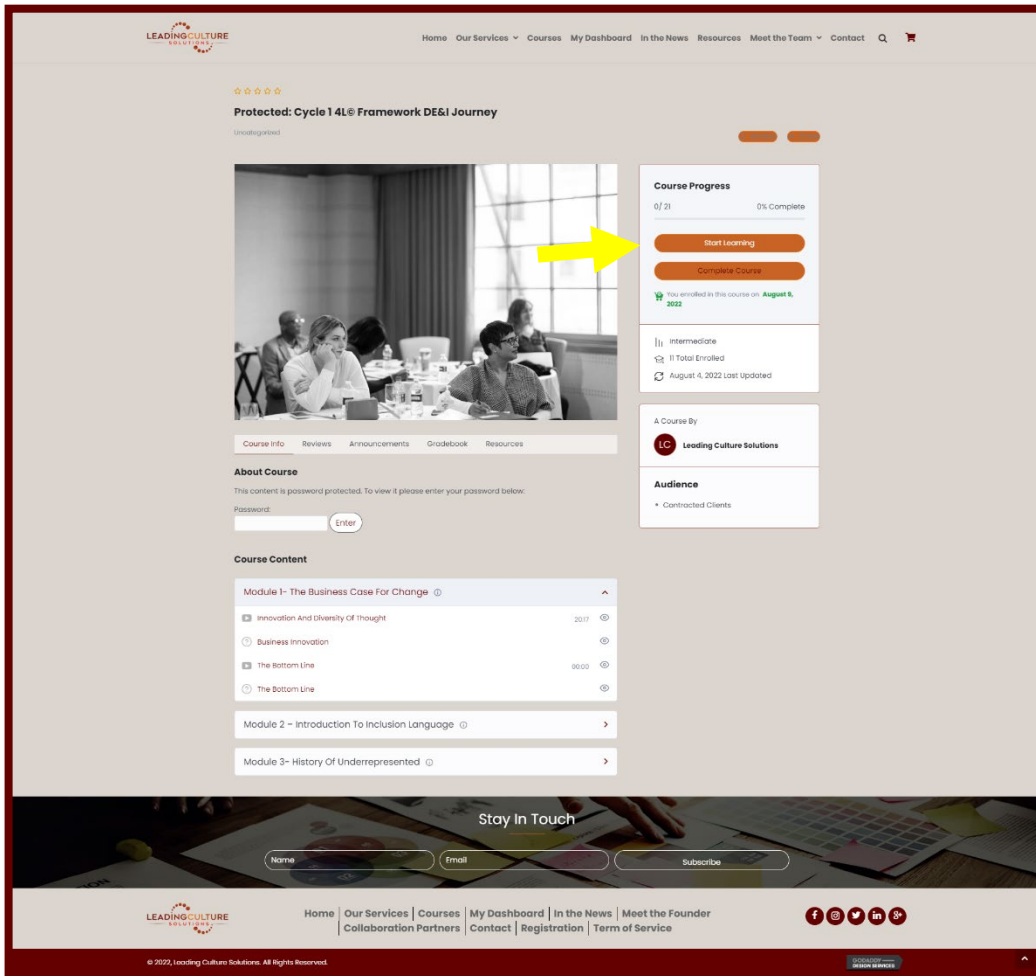 LEADINGCULTURE
SOLUTIONS
Home Our Services Courses My Dashboard In the News Resources Meet the Team Contact
Protected: Cycle 1 4L© Framework DE&I Journey
Uncategorized
Course Progress
0/ 21 0% Complete
Start Learning
Complete Course
You enrolled in this course on August 8,
2022
Intermediate
11 Total Enrolled
August 4, 2022 Last Updated
A Course By
LC Leading Culture Solutions
Audience
Contracted Clients
Course Info Reviews Announcements Gradebook Resources
About Course
This content is password protected. To view it please enter your password below:
Password:
Enter
Course Content
Module 1- The Business Case For Change
Innovation And Diversity Of Thought 20:17
Business Innovation
The Bottom Line 00:00
The Bottom Line
Module 2 – Introduction To Inclusion Language
Module 3- History Of Underrepresented
Stay In Touch
Name Email Subscribe
LEADINGCULTURE
SOLUTIONS
Home | Our Services | Courses | My Dashboard | In the News | Meet the Founder
| Collaboration Partners | Contact | Registration | Term of Service
© 2022, Leading Culture Solutions. All Rights Reserved.
GODADDY
DESIGN SERVICES